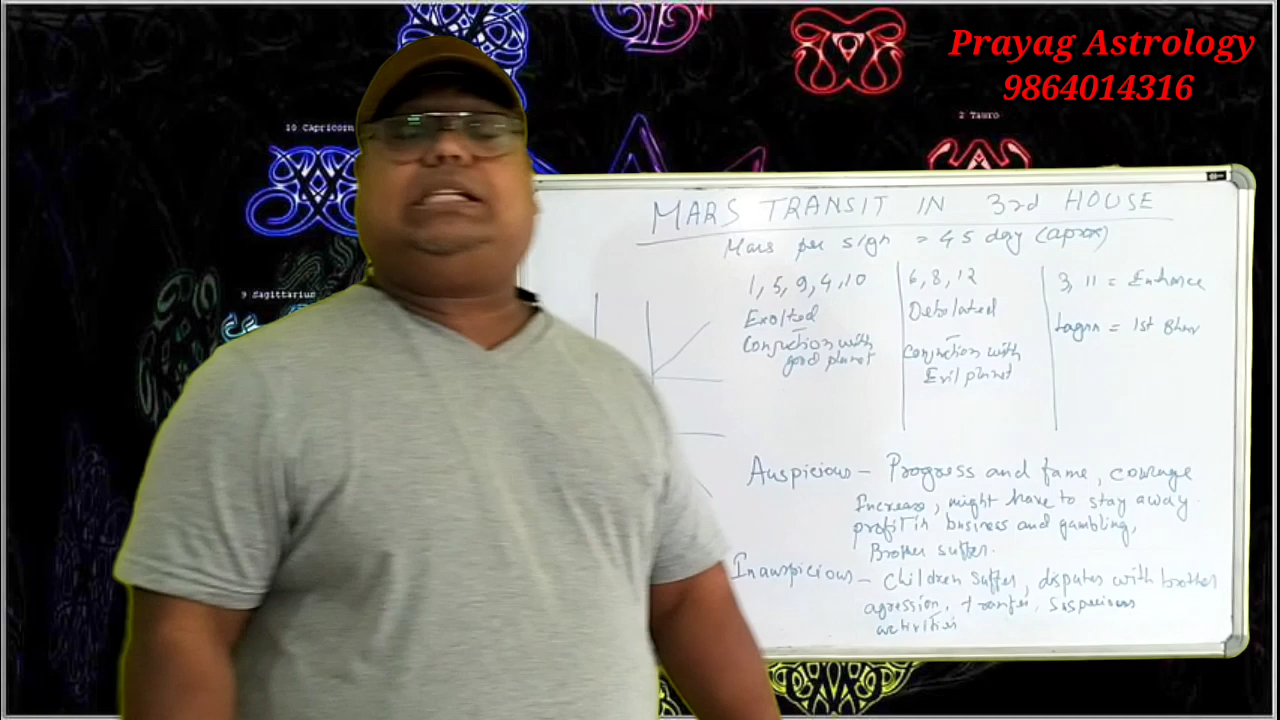 Prayag Astrology
9864014316
10 Capricorn
2 Tauro
9 Sagittarius
MARS TRANSIT IN 3rd HOUSE
Mars per sign = 45 day (aprox)
1, 5, 9, 4, 10
Exalted
Conjuction with
good planet
6, 8, 12
Debilated
Conjuction with
Evil planet
3, 11 = Enhance
Lagnn = 1st Bhav
Auspicious - Progress and fame, courage
Increase, might have to stay away.
profit in business and gambling,
Brother suffer.
Inauspicious - children suffer, disputes with brother
agression, transfer, suspecious
activities